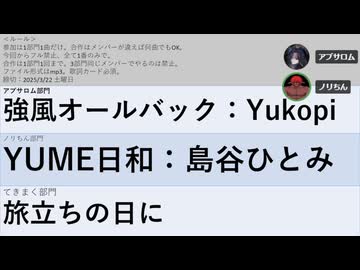 ＜ルール＞
参加は1部門1曲だけ。合作はメンバーが違えば何曲でもOK。
今回からフル禁止、全て1番のみで。
合作は1部門1回まで。3部門同じメンバーでやるのは禁止。
ファイル形式はmp3。歌詞カード必須。
締切：2025/3/22 土曜日
アブサロム
ノリちん
アブサロム部門
強風オールバック：Yukopi
ノリちん部門
YUME日和：島谷ひとみ
てきまく部門
旅立ちの日に